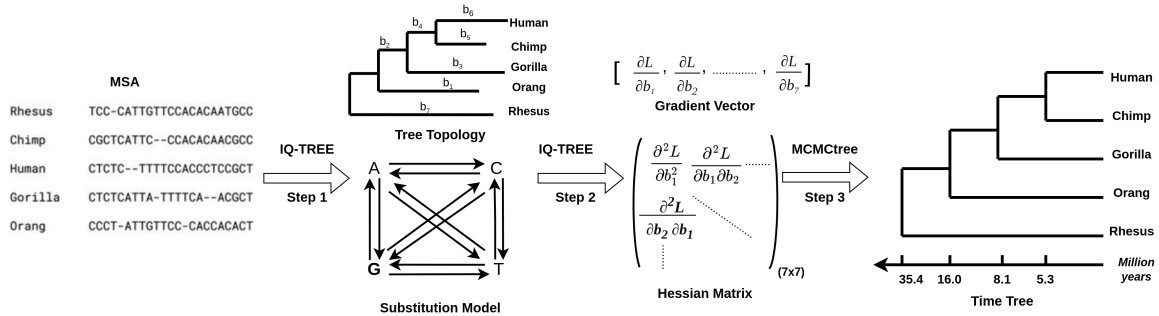 MSA
Rhesus TCC-CATTGTTCCACACAATGCC
Chimp CGCTCATTC--CCACACAACGCC
Human CTCTC--TTTTCCACCCTCCGCT
Gorilla CTCTCATTA-TTTTCA--ACGCT
Orang CCCT-ATTGTTCC-CACCACACT
IQ-TREE
Step 1
b6
b4 Human
b5
b2 Chimp
b3 Gorilla
b1 Orang
b7 Rhesus
Tree Topology
A C
G T
Substitution Model
IQ-TREE
Step 2
[ ∂L/∂b1 , ∂L/∂b2 , ............. , ∂L/∂b7 ]
Gradient Vector
∂²L/∂b1² ∂²L/∂b1∂b2 .......
∂²L/∂b2 ∂b1
(7x7)
Hessian Matrix
MCMCtree
Step 3
Human
Chimp
Gorilla
Orang
Rhesus
35.4 16.0 8.1 5.3
Million
years
Time Tree